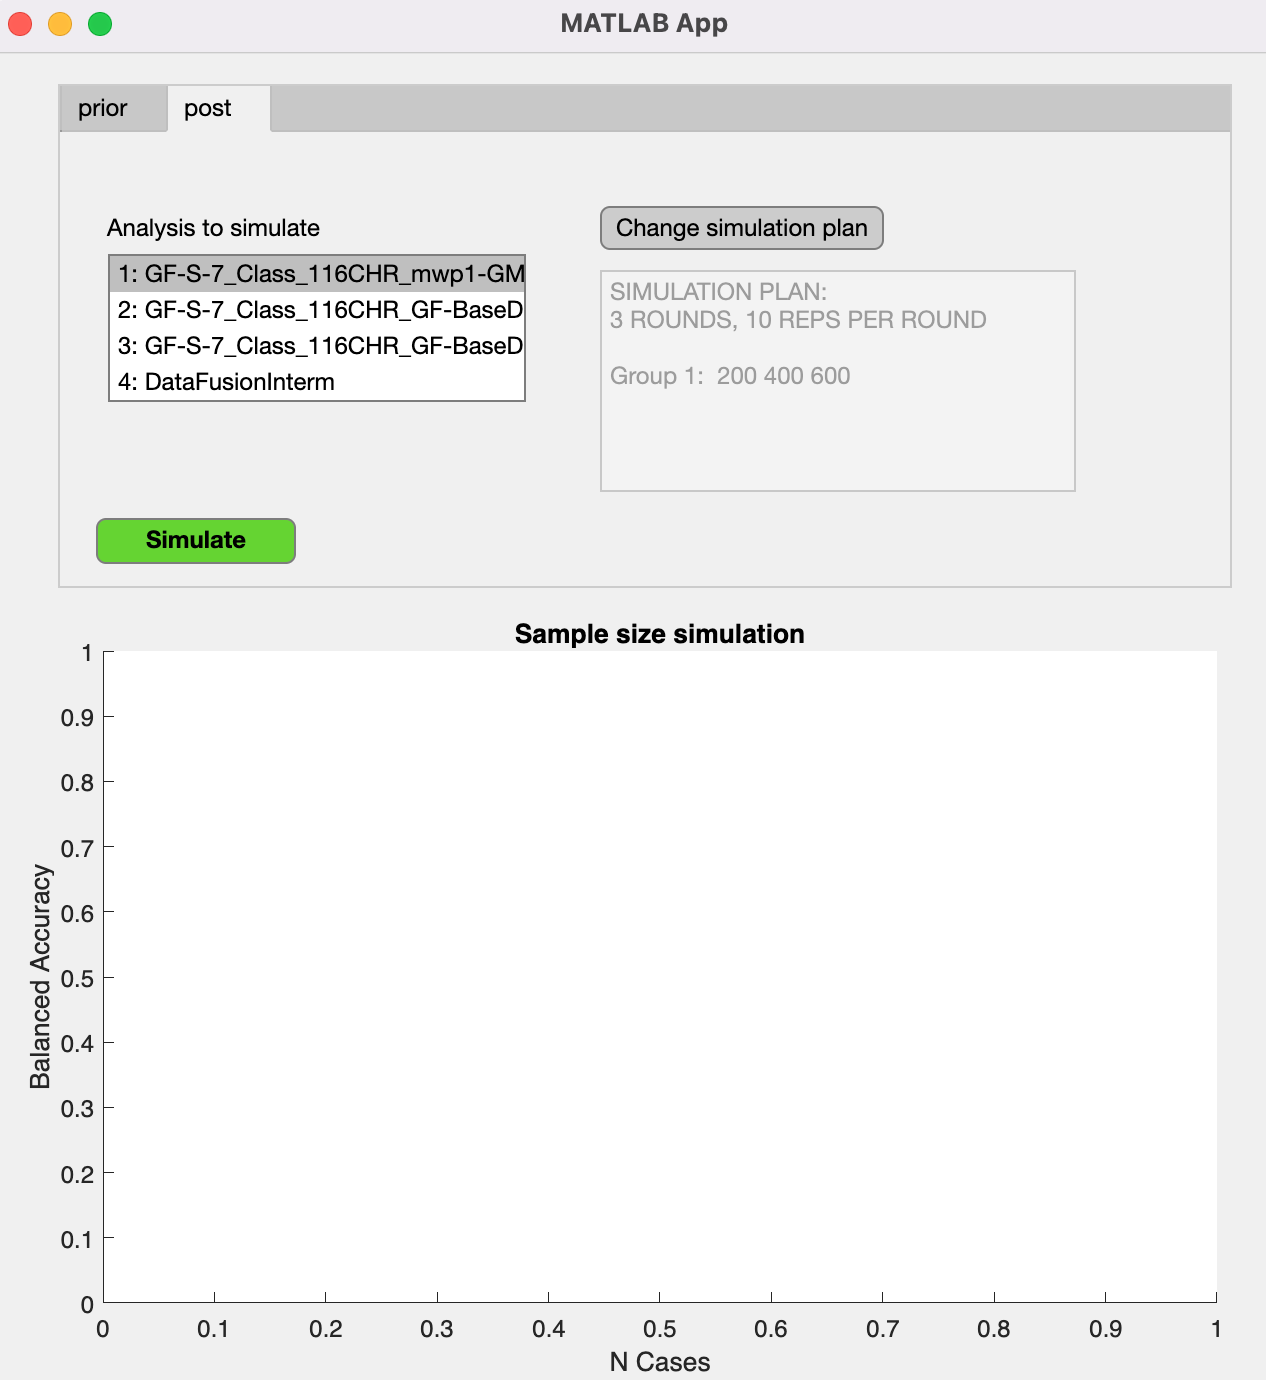 MATLAB App
prior
post
Analysis to simulate
1: GF-S-7_Class_116CHR_mwp1-GM
2: GF-S-7_Class_116CHR_GF-BaseD
3: GF-S-7_Class_116CHR_GF-BaseD
4: DataFusionInterm
Change simulation plan
SIMULATION PLAN:
3 ROUNDS, 10 REPS PER ROUND
Group 1:  200 400 600
Simulate
Sample size simulation
Balanced Accuracy
1
0.9
0.8
0.7
0.6
0.5
0.4
0.3
0.2
0.1
0
0 0.1 0.2 0.3 0.4 0.5 0.6 0.7 0.8 0.9 1
N Cases